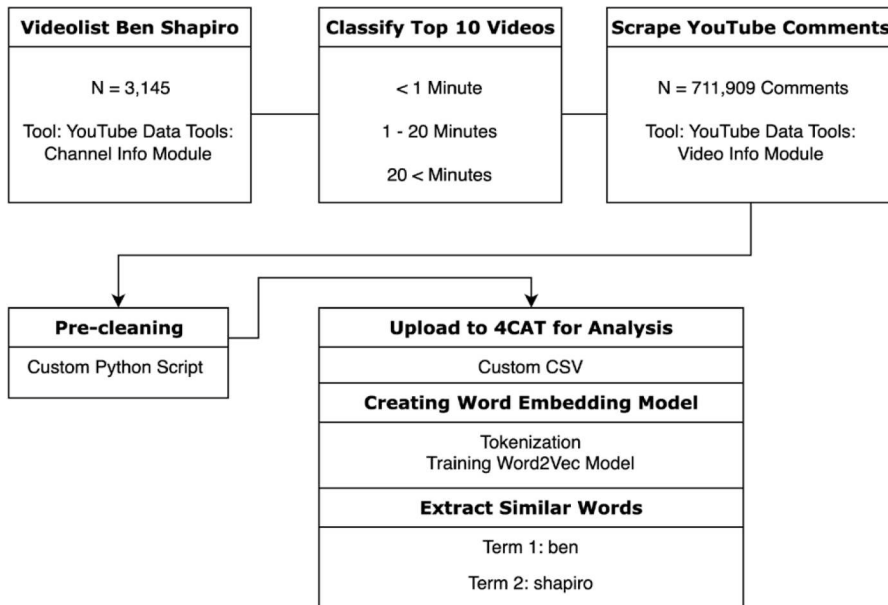 Videolist Ben Shapiro
N = 3,145
Tool: YouTube Data Tools:
Channel Info Module
Classify Top 10 Videos
< 1 Minute
1 - 20 Minutes
20 < Minutes
Scrape YouTube Comments
N = 711,909 Comments
Tool: YouTube Data Tools:
Video Info Module
Pre-cleaning
Custom Python Script
Upload to 4CAT for Analysis
Custom CSV
Creating Word Embedding Model
Tokenization
Training Word2Vec Model
Extract Similar Words
Term 1: ben
Term 2: shapiro